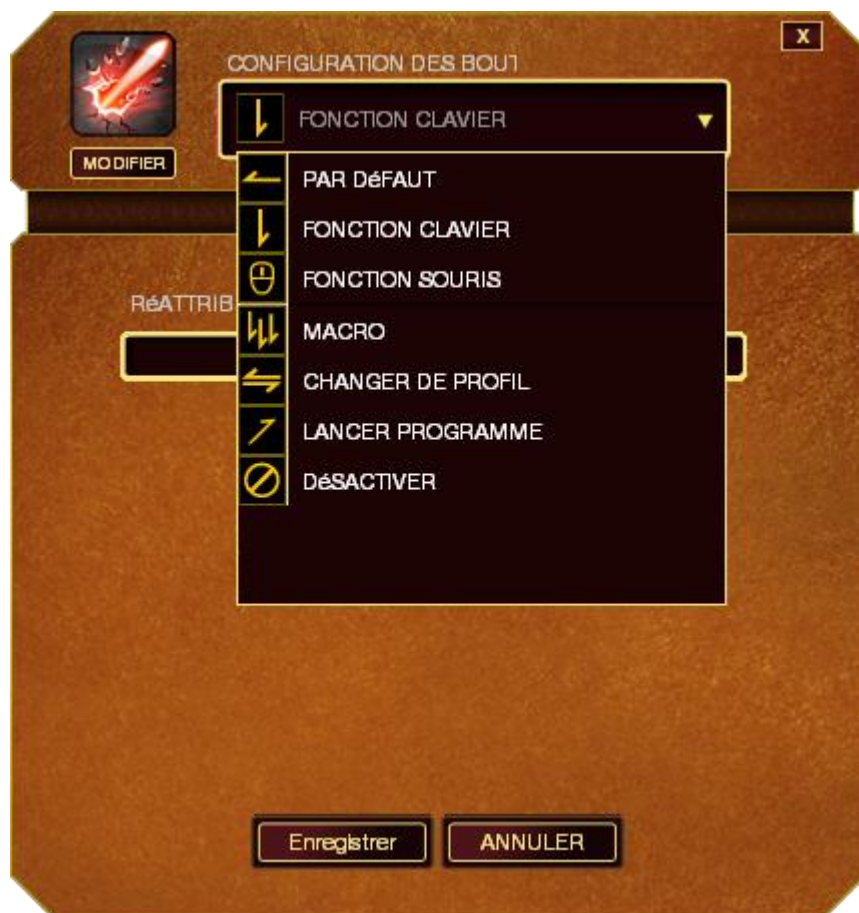 X
CONFIGURATION DES BOUT
FONCTION CLAVIER
MODIFIER
PAR DéFAUT
FONCTION CLAVIER
FONCTION SOURIS
RéATTRIB
MACRO
CHANGER DE PROFIL
LANCER PROGRAMME
DéSACTIVER
Enregistrer
ANNULER